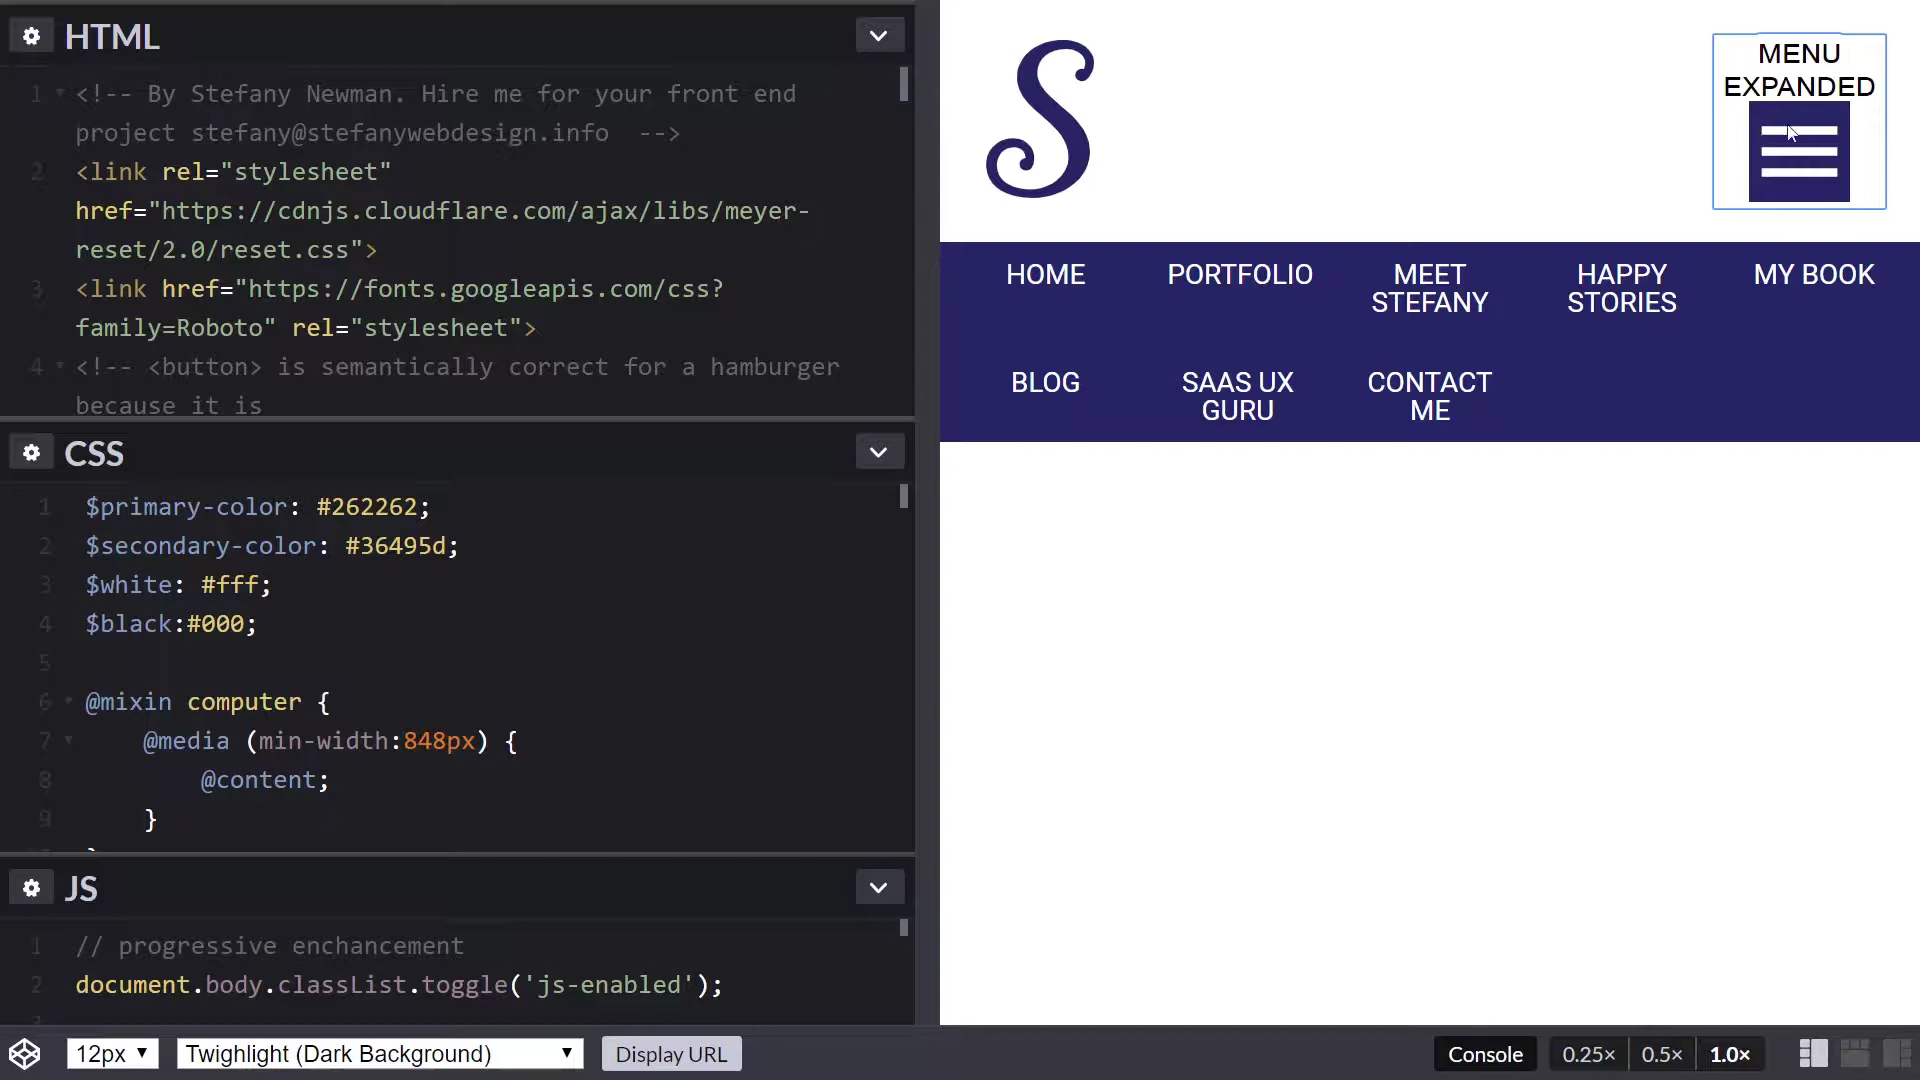 HTML
1 <!-- By Stefany Newman. Hire me for your front end
project stefany@stefanywebdesign.info  -->
2 <link rel="stylesheet"
href="https://cdnjs.cloudflare.com/ajax/libs/meyer-
reset/2.0/reset.css">
3 <link href="https://fonts.googleapis.com/css?
family=Roboto" rel="stylesheet">
4 <!-- <button> is semantically correct for a hamburger
because it is
CSS
1 $primary-color: #262262;
2 $secondary-color: #36495d;
3 $white: #fff;
4 $black:#000;
5
6 @mixin computer {
7 @media (min-width:848px) {
8 @content;
9 }
JS
1 // progressive enchancement
2 document.body.classList.toggle('js-enabled');
3
S
MENU
EXPANDED
HOME PORTFOLIO MEET HAPPY MY BOOK
STEFANY STORIES
BLOG SAAS UX CONTACT
GURU ME
12px Twighlight (Dark Background) Display URL Console 0.25× 0.5× 1.0×